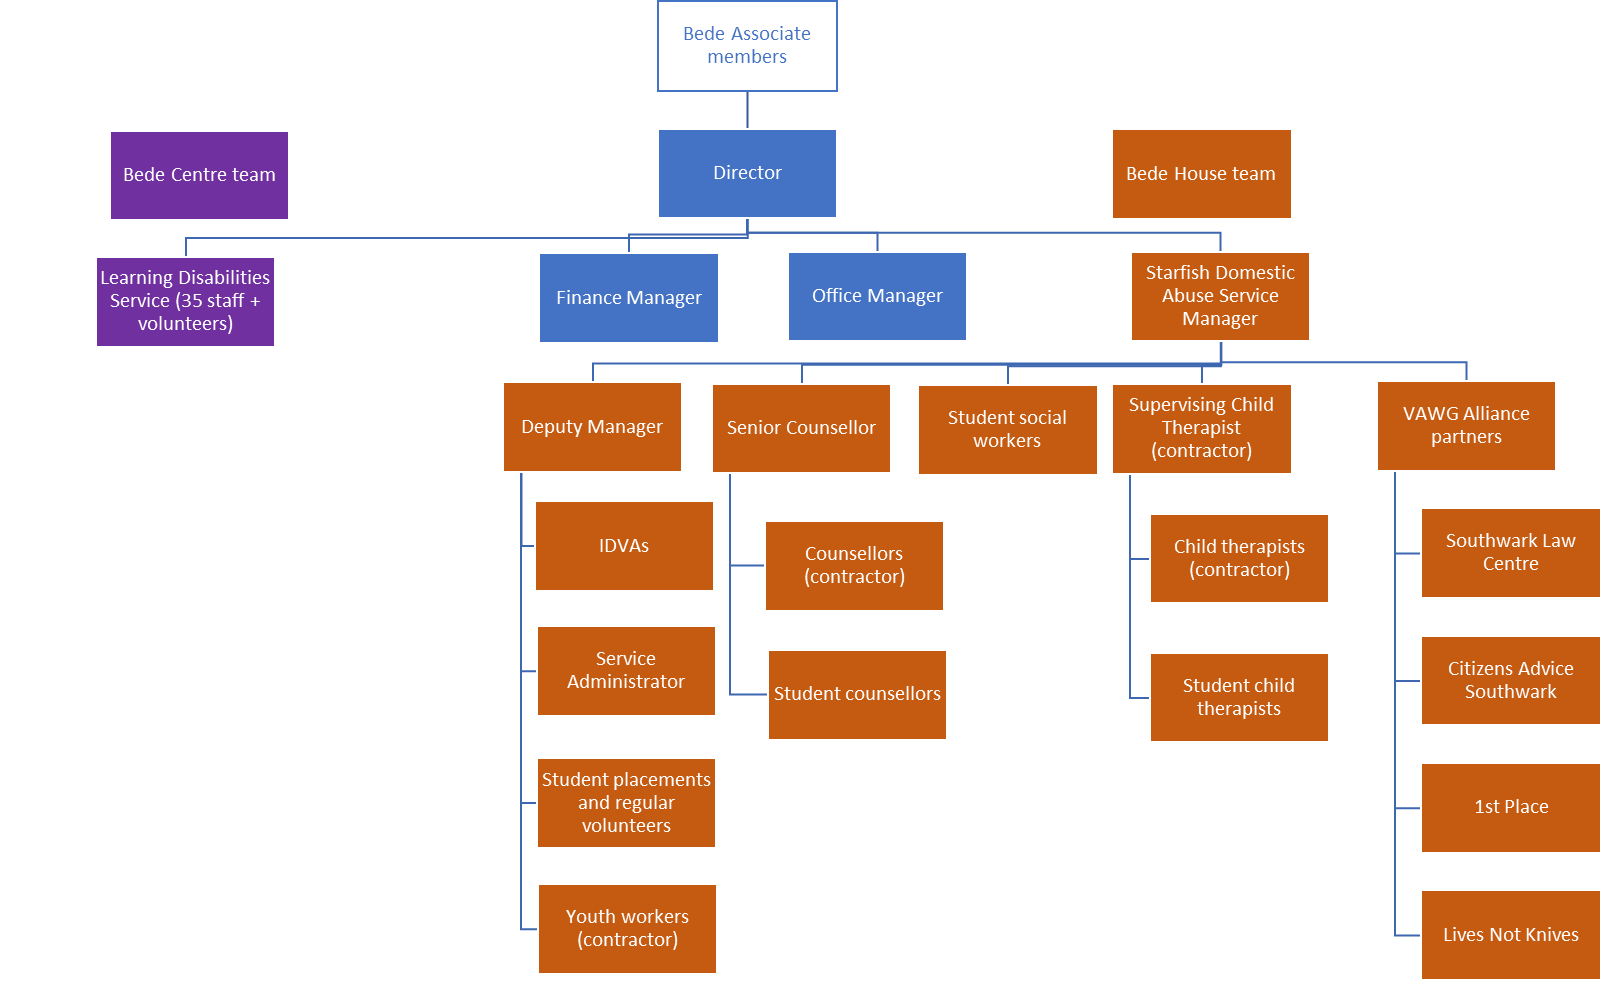 Bede Associate
members
Bede Centre team
Director
Bede House team
Learning Disabilities
Service (35 staff +
volunteers)
Finance Manager
Office Manager
Starfish Domestic
Abuse Service
Manager
Deputy Manager
Senior Counsellor
Student social
workers
Supervising Child
Therapist
(contractor)
VAWG Alliance
partners
IDVAs
Counsellors
(contractor)
Child therapists
(contractor)
Southwark Law
Centre
Service
Administrator
Student counsellors
Student child
therapists
Citizens Advice
Southwark
Student placements
and regular
volunteers
1st Place
Youth workers
(contractor)
Lives Not Knives